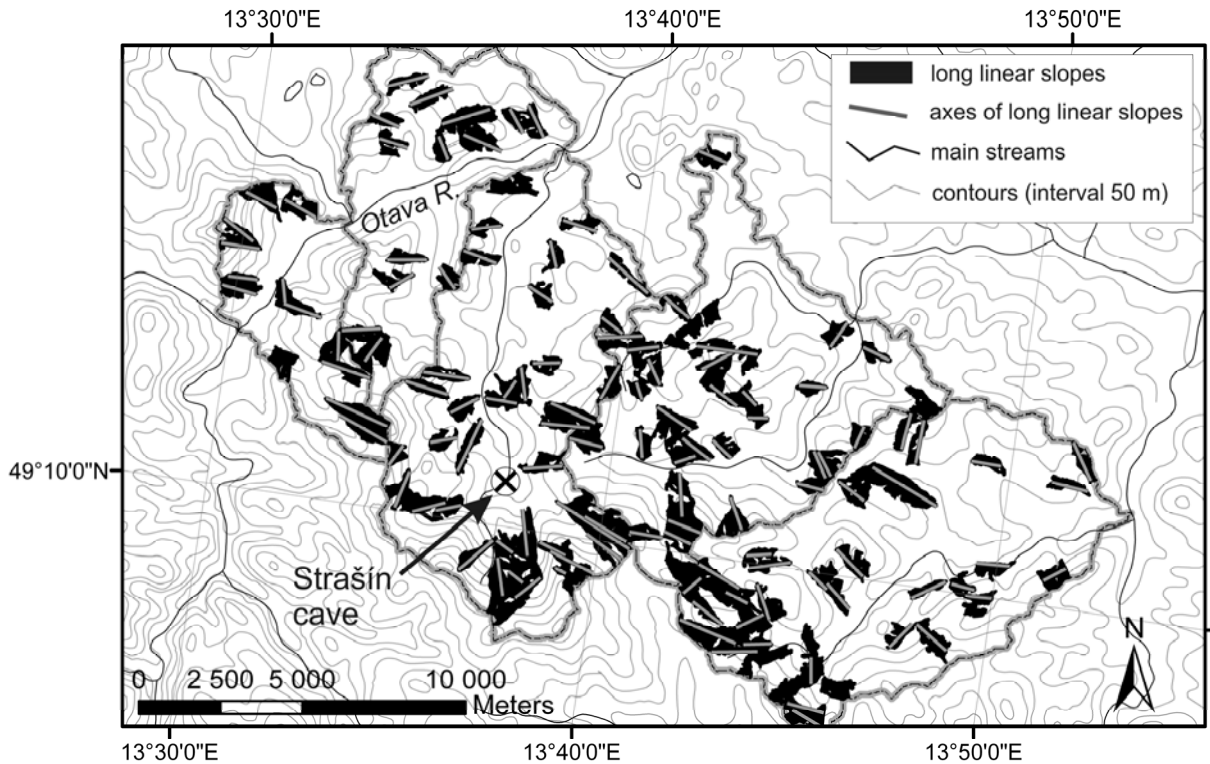 13°30'0"E 13°40'0"E 13°50'0"E
long linear slopes
axes of long linear slopes
main streams
contours (interval 50 m)
Otava R.
49°10'0"N
Strašín
cave
N
0 2 500 5 000 10 000
Meters
13°30'0"E 13°40'0"E 13°50'0"E